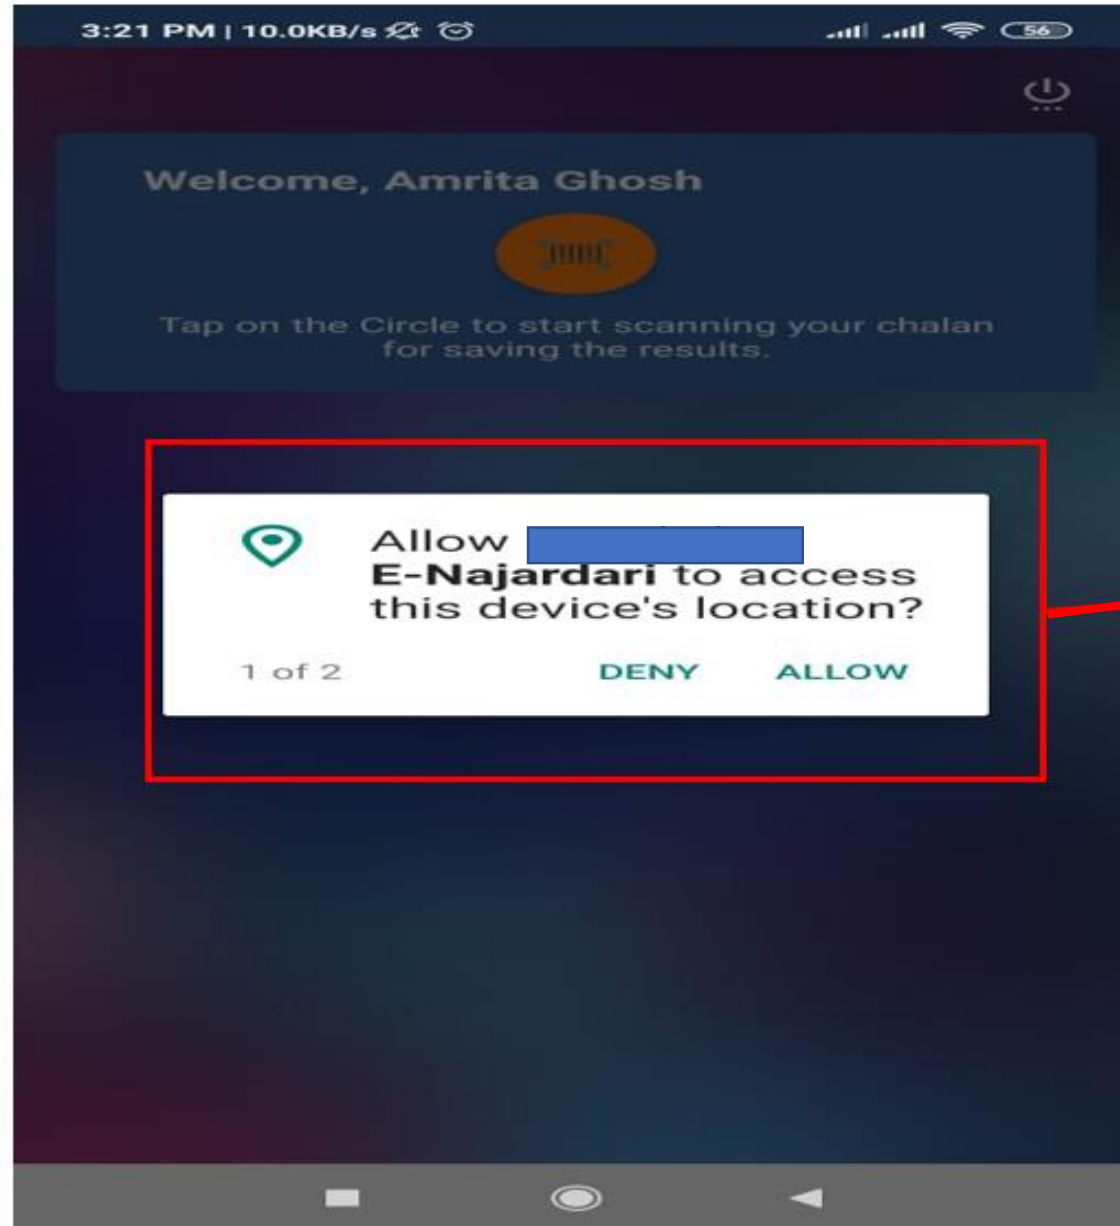 3:21 PM | 10.0KB/s 56
Welcome, Amrita Ghosh
Tap on the Circle to start scanning your chalan
for saving the results.
Allow
E-Najardari to access
this device's location?
1 of 2 DENY ALLOW